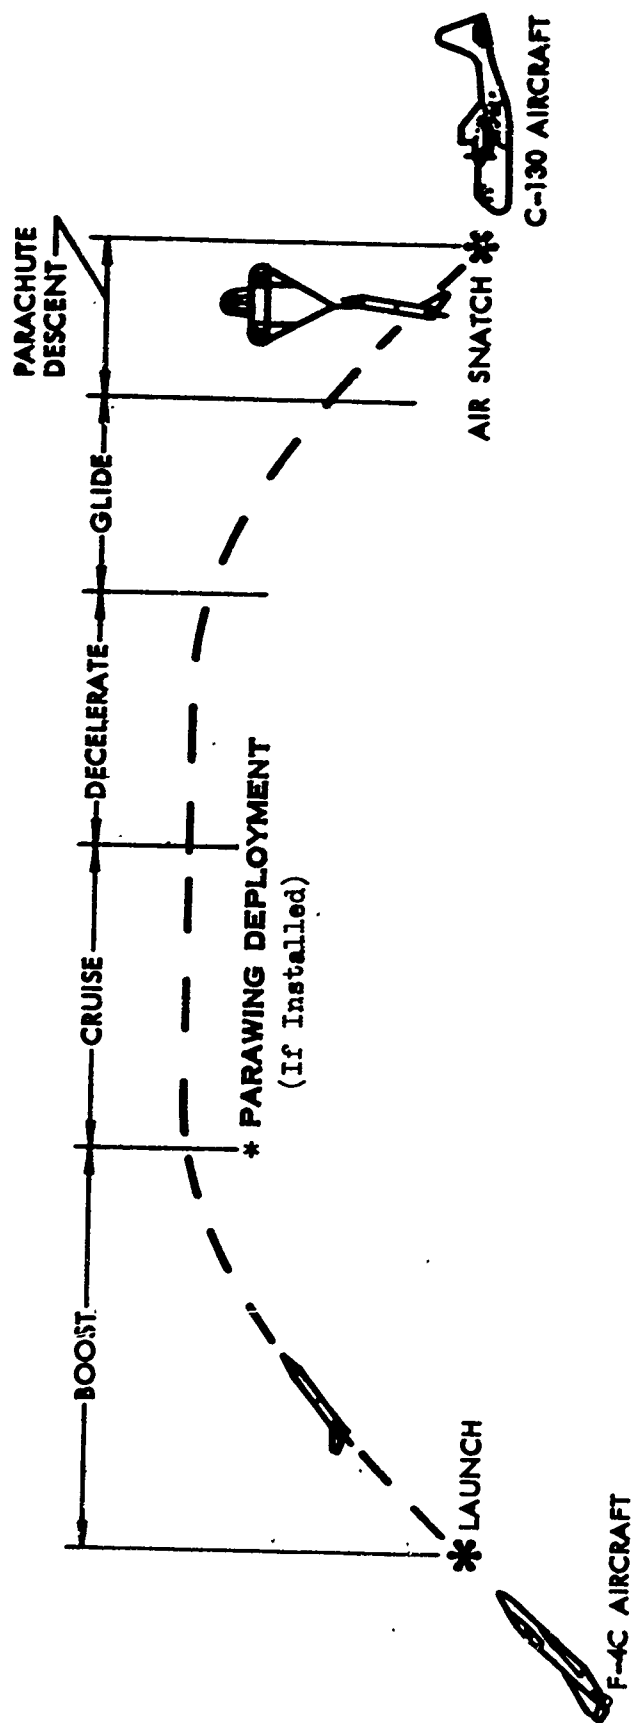 PARACHUTE
DESCENT
BOOST
CRUISE
DECELERATE
GLIDE
* PARAWING DEPLOYMENT
(If Installed)
LAUNCH
AIR SNATCH
F-4C AIRCRAFT
C-130 AIRCRAFT